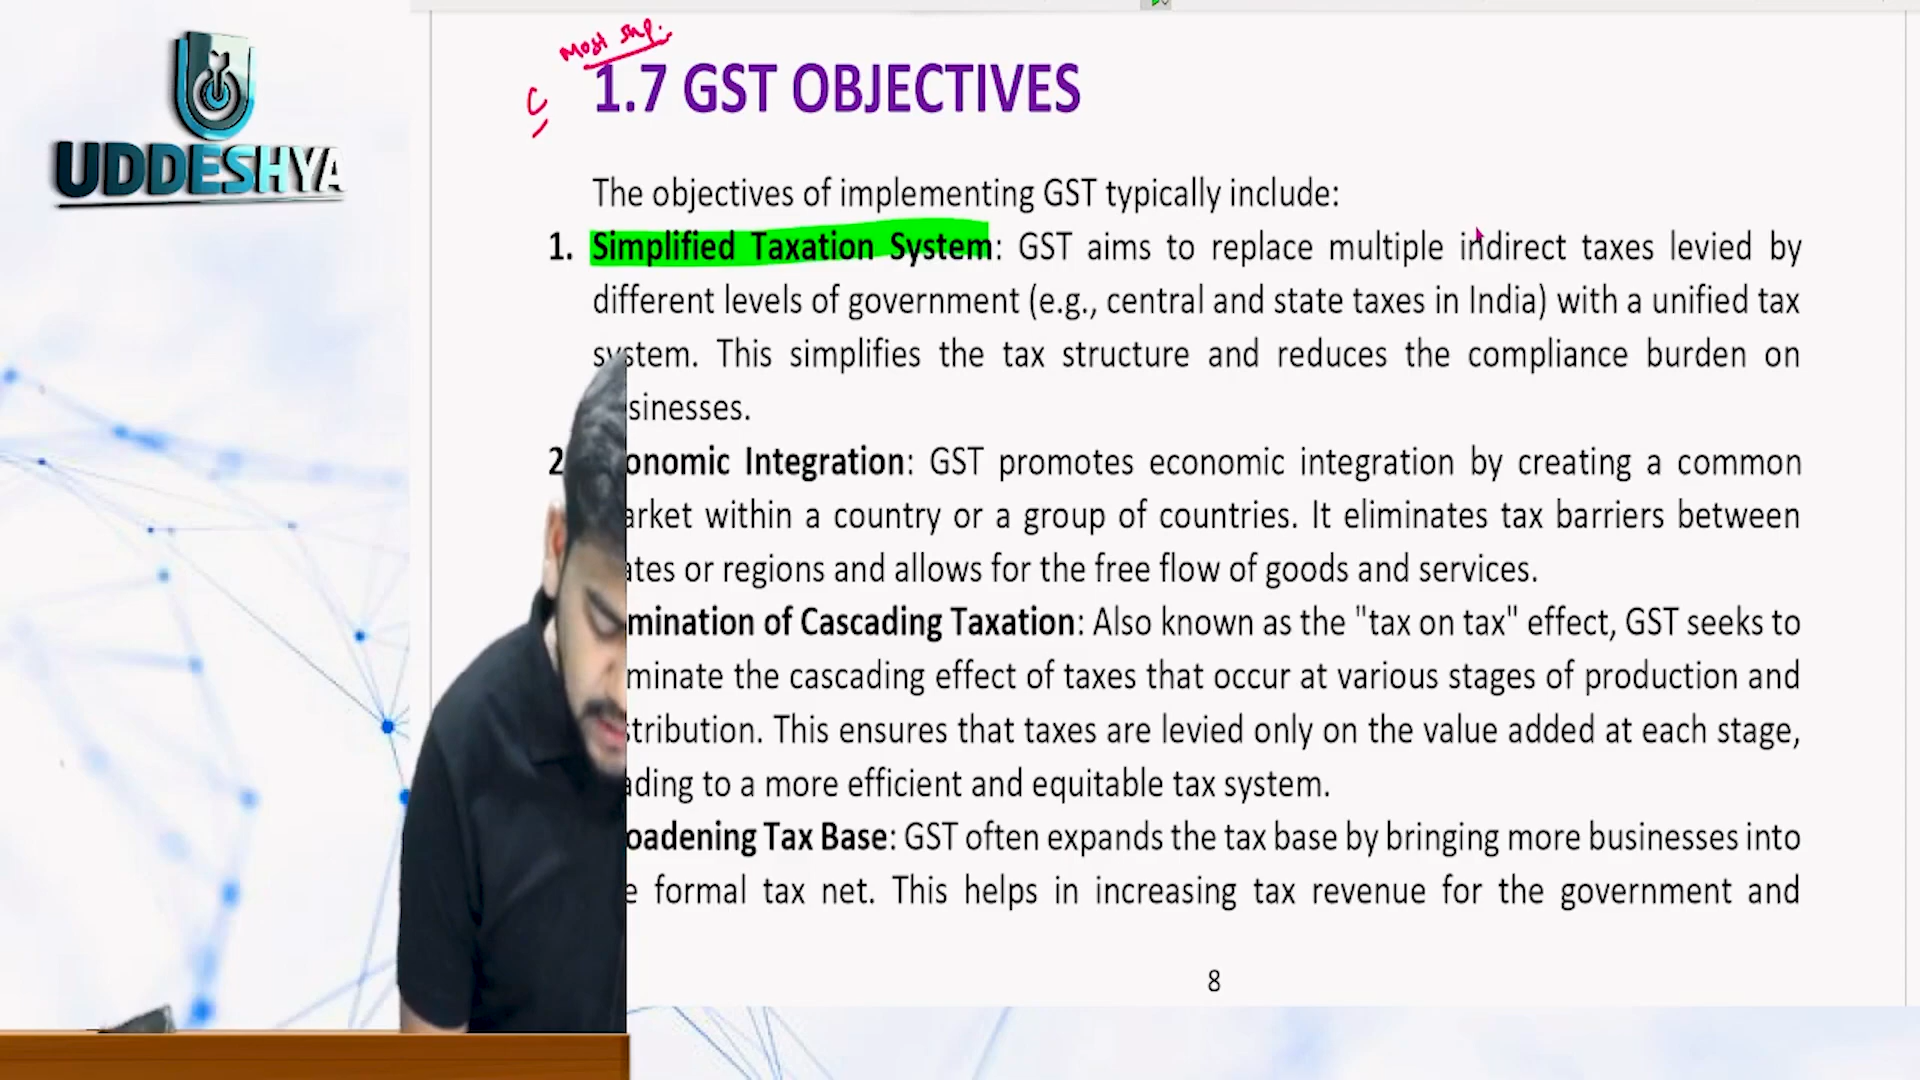 UDDESHYA
Most Imp.
1.7 GST OBJECTIVES
The objectives of implementing GST typically include:
1. Simplified Taxation System: GST aims to replace multiple indirect taxes levied by
different levels of government (e.g., central and state taxes in India) with a unified tax
system. This simplifies the tax structure and reduces the compliance burden on
sinesses.
2 onomic Integration: GST promotes economic integration by creating a common
arket within a country or a group of countries. It eliminates tax barriers between
ates or regions and allows for the free flow of goods and services.
mination of Cascading Taxation: Also known as the "tax on tax" effect, GST seeks to
minate the cascading effect of taxes that occur at various stages of production and
tribution. This ensures that taxes are levied only on the value added at each stage,
ading to a more efficient and equitable tax system.
oadening Tax Base: GST often expands the tax base by bringing more businesses into
e formal tax net. This helps in increasing tax revenue for the government and
8